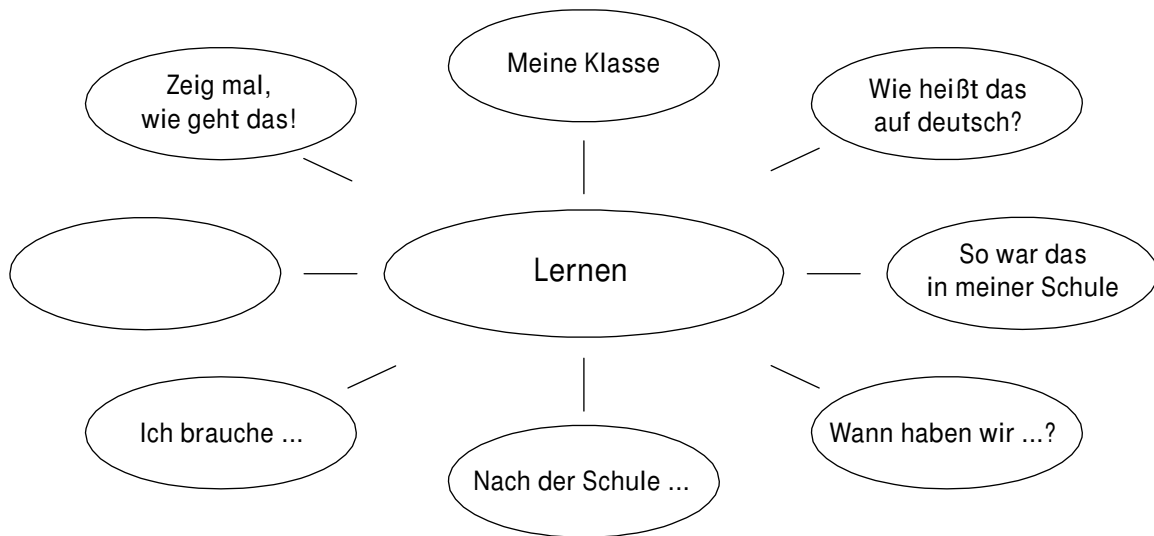 Meine Klasse
Zeig mal,
wie geht das!
Wie heißt das
auf deutsch?
Lernen
So war das
in meiner Schule
Ich brauche ...
Nach der Schule ...
Wann haben wir ...?